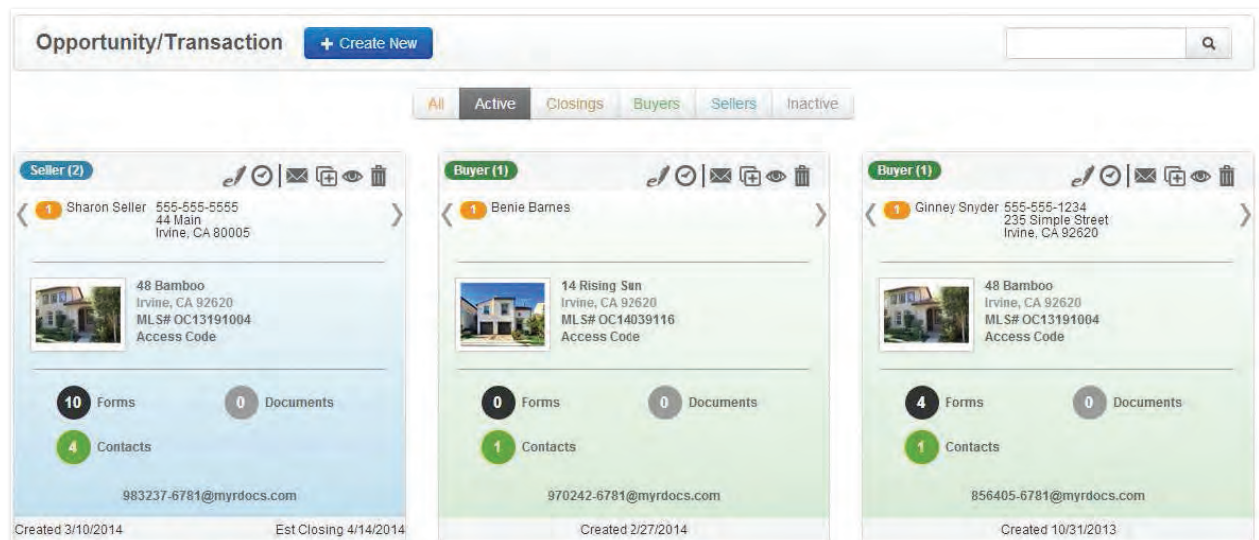 Opportunity/Transaction + Create New
All Active Closings Buyers Sellers Inactive
Seller (2)
1 Sharon Seller 555-555-5555
44 Main
Irvine, CA 80005
48 Bamboo
Irvine, CA 92620
MLS# OC13191004
Access Code
10 Forms 0 Documents
4 Contacts
983237-6781@myrdocs.com
Created 3/10/2014 Est Closing 4/14/2014
Buyer (1)
1 Benie Barnes
14 Rising Sun
Irvine, CA 92620
MLS# OC14039116
Access Code
0 Forms 0 Documents
1 Contacts
970242-6781@myrdocs.com
Created 2/27/2014
Buyer (1)
1 Ginney Snyder 555-555-1234
235 Simple Street
Irvine, CA 92620
48 Bamboo
Irvine, CA 92620
MLS# OC13191004
Access Code
4 Forms 0 Documents
1 Contacts
856405-6781@myrdocs.com
Created 10/31/2013